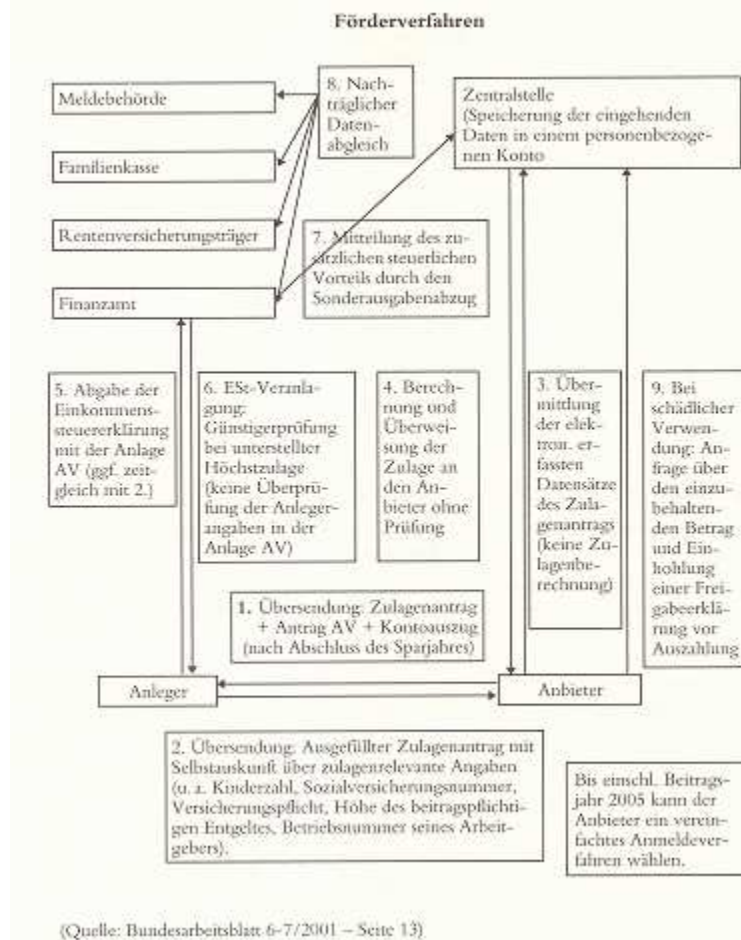 Förderverfahren
Meldebehörde
Familienkasse
Rentenversicherungsträger
Finanzamt
8. Nach-
träglicher
Daten-
abgleich
Zentralstelle
(Speicherung der eingehenden
Daten in einem personenbezoge-
nen Konto
7. Mitteilung des zu-
sätzlichen steuerlichen
Vorteils durch den
Sonderausgabenabzug
5. Abgabe der
Einkommens-
steuererklärung
mit der Anlage
AV (ggf. zeit-
gleich mit 2.)
6. ESt-Veranla-
gung:
Günstigerprüfung
bei unterstellter
Höchstzulage
(keine Überprü-
fung der Anleger-
angaben in der
Anlage AV)
4. Berech-
nung und
Überwei-
sung der
Zulage an
den An-
bieter ohne
Prüfung
3. Über-
mittlung
der elek-
tron. er-
fassten
Datensätze
des Zula-
genantrags
(keine Zu-
lagenbe-
rechnung)
9. Bei
schädlicher
Verwen-
dung: An-
frage über
den einzu-
behalten-
den Betrag
und Ein-
hohlung
einer Frei-
gabeerklä-
rung vor
Auszahlung
1. Übersendung: Zulagenantrag
+ Antrag AV + Kontoauszug
(nach Abschluss des Sparjahres)
Anleger
Anbieter
2. Übersendung: Ausgefüllter Zulagenantrag mit
Selbstauskunft über zulagenrelevante Angaben
(u. a. Kinderzahl, Sozialversicherungsnummer,
Versicherungspflicht, Höhe des beitragspflichti-
gen Entgeltes, Betriebsnummer seines Arbeit-
gebers).
Bis einschl. Beitrags-
jahr 2005 kann der
Anbieter ein verein-
fachtes Anmeldever-
fahren wählen.
(Quelle: Bundesarbeitsblatt 6-7/2001 – Seite 13)